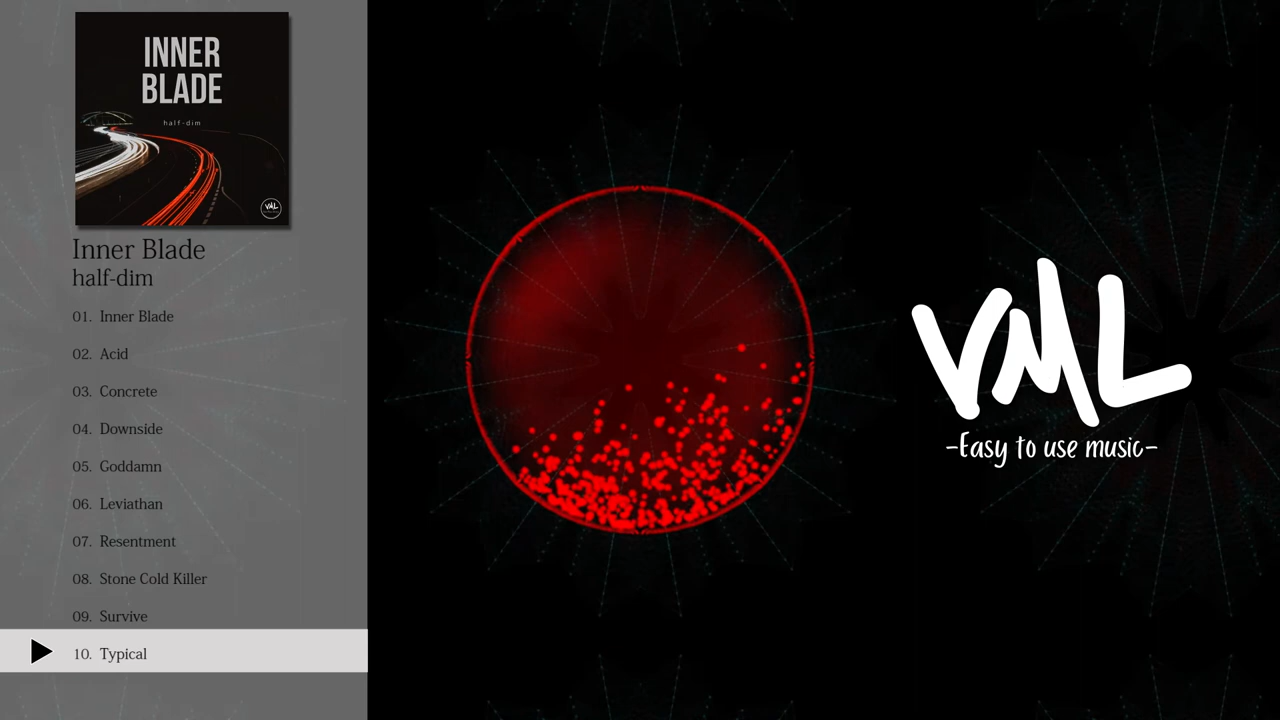 INNER
BLADE
half-dim
VML
Inner Blade
half-dim
01. Inner Blade
02. Acid
03. Concrete
04. Downside
05. Goddamn
06. Leviathan
07. Resentment
08. Stone Cold Killer
09. Survive
10. Typical
VML
-Easy to use music-